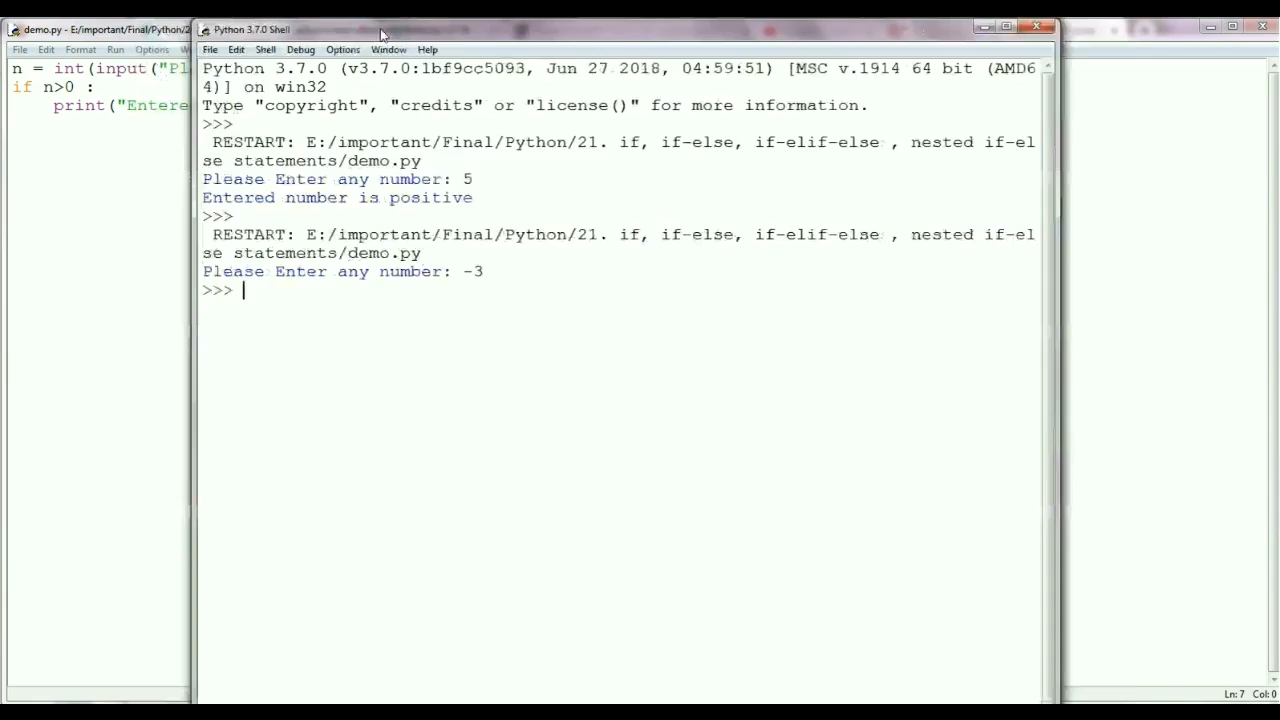 demo.py - E:/important/Final/Python/2
File Edit Format Run Options W
n = int(input("Pl
if n>0 :
print("Entere
Python 3.7.0 Shell
File Edit Shell Debug Options Window Help
Python 3.7.0 (v3.7.0:1bf9cc5093, Jun 27 2018, 04:59:51) [MSC v.1914 64 bit (AMD6
4)] on win32
Type "copyright", "credits" or "license()" for more information.
>>>
RESTART: E:/important/Final/Python/21. if, if-else, if-elif-else , nested if-el
se statements/demo.py
Please Enter any number: 5
Entered number is positive
>>>
RESTART: E:/important/Final/Python/21. if, if-else, if-elif-else , nested if-el
se statements/demo.py
Please Enter any number: -3
>>>
Ln: 7 Col: 0